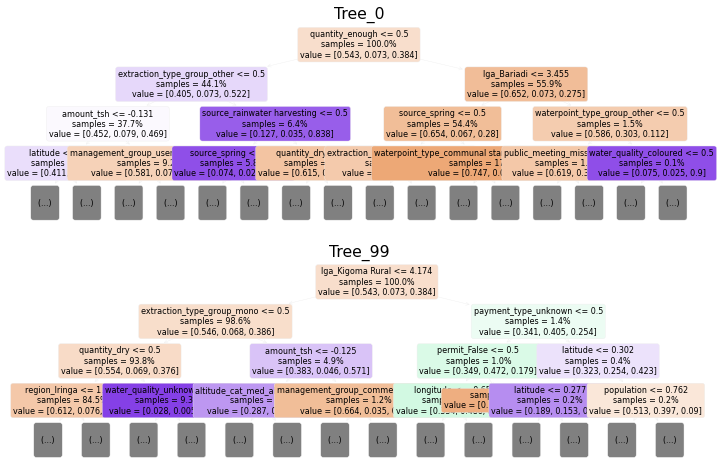 Tree_0
quantity_enough <= 0.5
samples = 100.0%
value = [0.543, 0.073, 0.384]
extraction_type_group_other <= 0.5
samples = 44.1%
value = [0.405, 0.073, 0.522]
lga_Bariadi <= 3.455
samples = 55.9%
value = [0.652, 0.073, 0.275]
amount_tsh <= -0.131
samples = 37.7%
value = [0.452, 0.079, 0.469]
source_rainwater harvesting <= 0.5
samples = 6.4%
value = [0.127, 0.035, 0.838]
source_spring <= 0.5
samples = 54.4%
value = [0.654, 0.067, 0.28]
waterpoint_type_group_other <= 0.5
samples = 1.5%
value = [0.586, 0.303, 0.112]
latitude <
samples
value = [0.411
management_group_user
samples = 9.2
value = [0.581, 0.07
source_spring <
samples = 5.8
value = [0.074, 0.02
quantity_dry
samples =
value = [0.615, 0
extraction_
sa
value =
waterpoint_type_communal stan
samples = 17
value = [0.747, 0.0
public_meeting_miss
samples = 1.
value = [0.619, 0.3
water_quality_coloured <= 0.5
samples = 0.1%
value = [0.075, 0.025, 0.9]
(...) (...) (...) (...) (...) (...) (...) (...) (...) (...) (...) (...) (...) (...) (...) (...)
Tree_99
lga_Kigoma Rural <= 4.174
samples = 100.0%
value = [0.543, 0.073, 0.384]
extraction_type_group_mono <= 0.5
samples = 98.6%
value = [0.546, 0.068, 0.386]
payment_type_unknown <= 0.5
samples = 1.4%
value = [0.341, 0.405, 0.254]
quantity_dry <= 0.5
samples = 93.8%
value = [0.554, 0.069, 0.376]
amount_tsh <= -0.125
samples = 4.9%
value = [0.383, 0.046, 0.571]
permit_False <= 0.5
samples = 1.0%
value = [0.349, 0.472, 0.179]
latitude <= 0.302
samples = 0.4%
value = [0.323, 0.254, 0.423]
region_Iringa <= 1
samples = 84.5%
value = [0.612, 0.076,
water_quality_unknow
samples = 9.3
value = [0.028, 0.005
altitude_cat_med_a
samples =
value = [0.287,
management_group_comme
samples = 1.2%
value = [0.664, 0.035,
longitude
samp
value =
samp
value = [0.
latitude <= 0.277
samples = 0.2%
value = [0.189, 0.153, 0
population <= 0.762
samples = 0.2%
value = [0.513, 0.397, 0.09]
(...) (...) (...) (...) (...) (...) (...) (...) (...) (...) (...) (...) (...) (...)